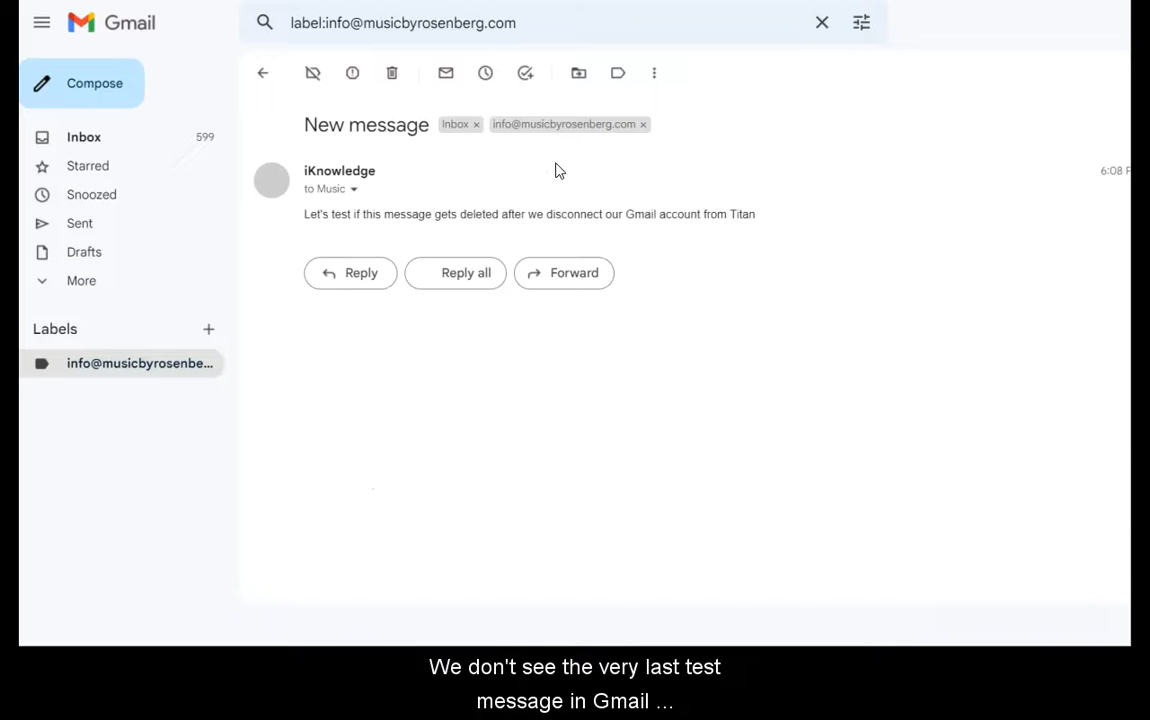 Gmail
label:info@musicbyrosenberg.com
Compose
Inbox 599
Starred
Snoozed
Sent
Drafts
More
Labels
info@musicbyrosenbe...
New message Inbox × info@musicbyrosenberg.com ×
iKnowledge 6:08 P
to Music
Let's test if this message gets deleted after we disconnect our Gmail account from Titan
Reply Reply all Forward
We don't see the very last test
message in Gmail ...